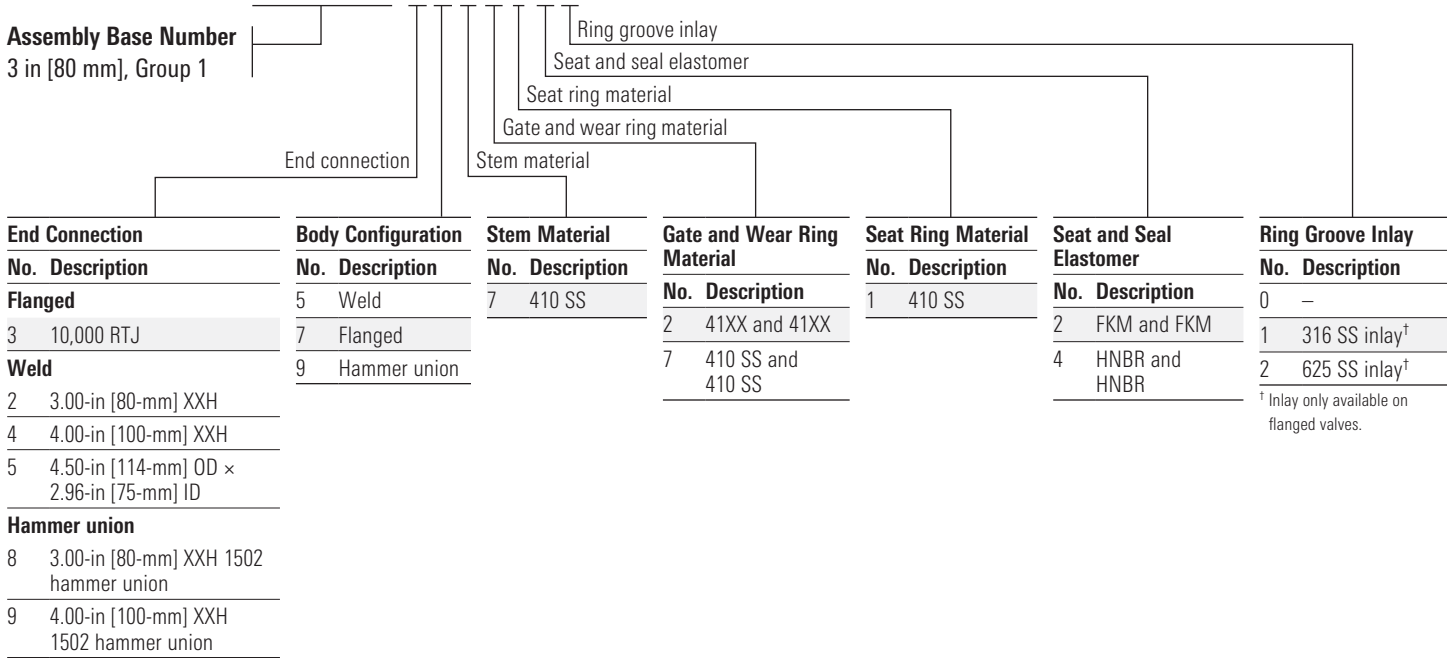 Assembly Base Number
3 in [80 mm], Group 1
Ring groove inlay
Seat and seal elastomer
Seat ring material
Gate and wear ring material
End connection
Stem material
End Connection
No. Description
Flanged
3 10,000 RTJ
Weld
2 3.00-in [80-mm] XXH
4 4.00-in [100-mm] XXH
5 4.50-in [114-mm] OD ×
2.96-in [75-mm] ID
Hammer union
8 3.00-in [80-mm] XXH 1502
hammer union
9 4.00-in [100-mm] XXH
1502 hammer union
Body Configuration
No. Description
5 Weld
7 Flanged
9 Hammer union
Stem Material
No. Description
7 410 SS
Gate and Wear Ring
Material
No. Description
2 41XX and 41XX
7 410 SS and
410 SS
Seat Ring Material
No. Description
1 410 SS
Seat and Seal
Elastomer
No. Description
2 FKM and FKM
4 HNBR and
HNBR
Ring Groove Inlay
No. Description
0 –
1 316 SS inlay†
2 625 SS inlay†
† Inlay only available on
flanged valves.